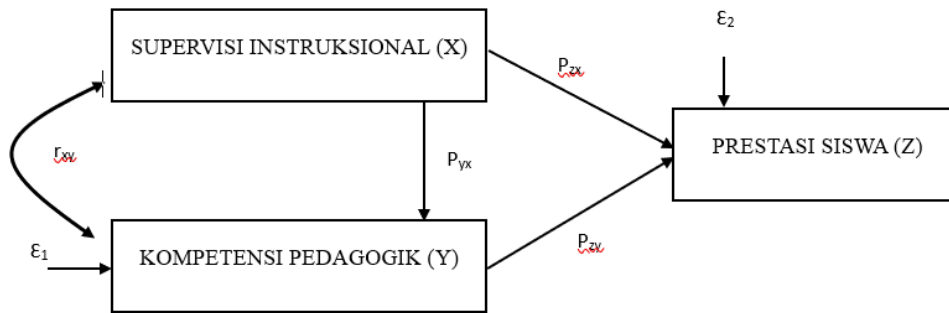 SUPERVISI INSTRUKSIONAL (X)
ε2
Pzx
rxy
Pyx
PRESTASI SISWA (Z)
ε1
KOMPETENSI PEDAGOGIK (Y)
Pzy